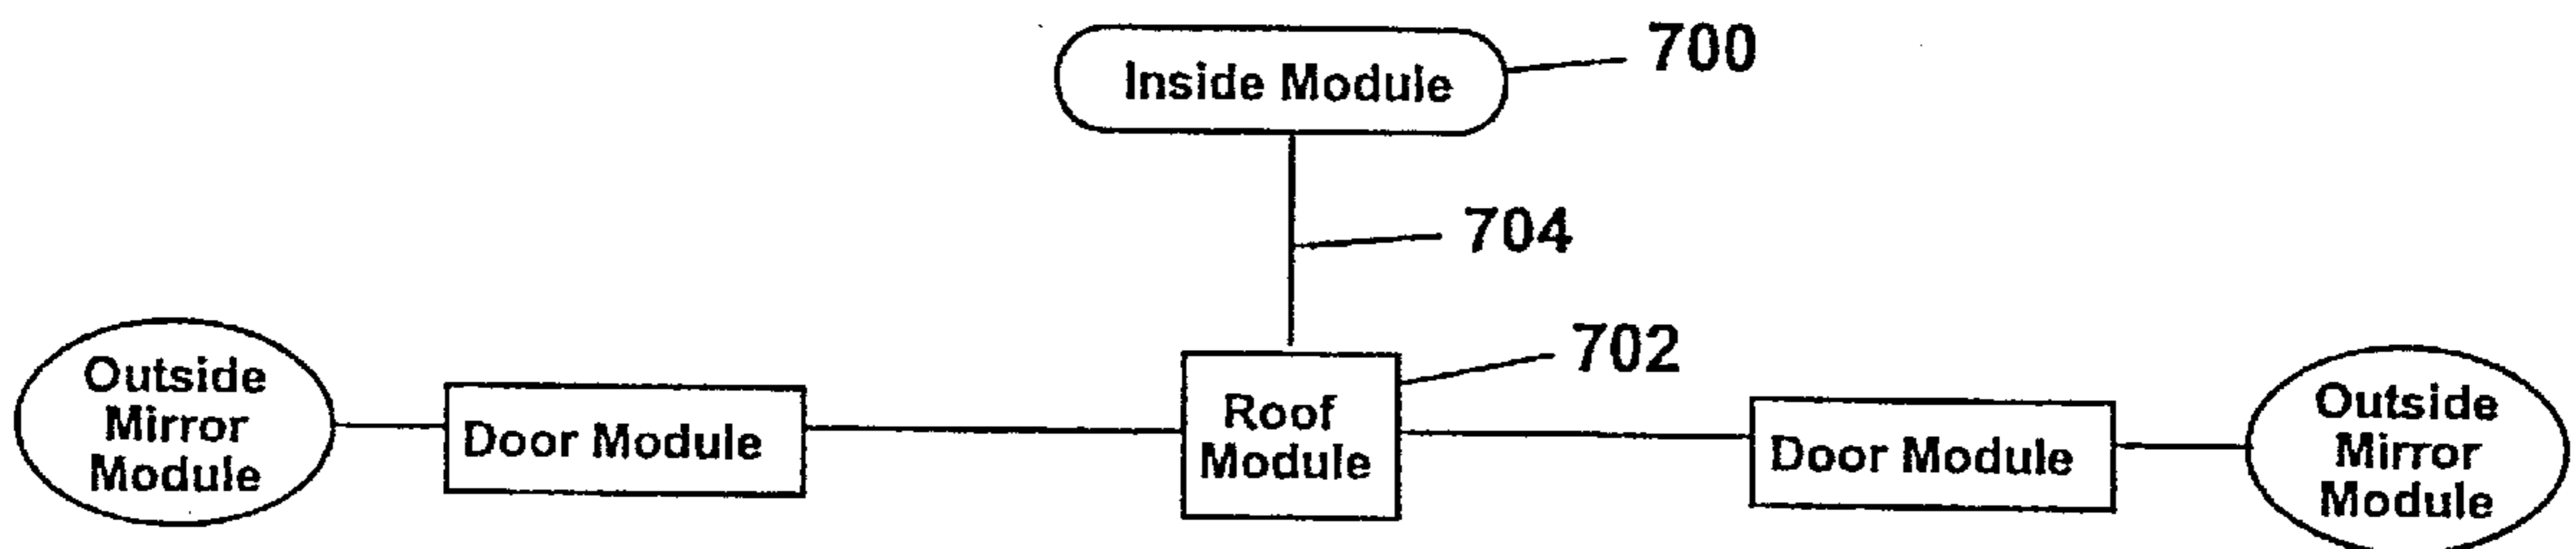 Inside Module
700
704
702
Outside
Mirror
Module
Door Module
Roof
Module
Door Module
Outside
Mirror
Module